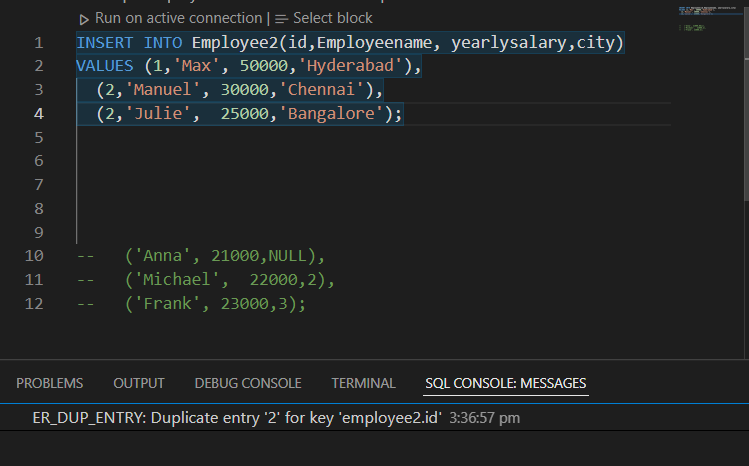 Run on active connection | Select block
1 INSERT INTO Employee2(id,Employeename, yearlysalary,city)
2 VALUES (1,'Max', 50000,'Hyderabad'),
3 (2,'Manuel', 30000,'Chennai'),
4 (2,'Julie', 25000,'Bangalore');
5
6
7
8
9
10 -- ('Anna', 21000,NULL),
11 -- ('Michael', 22000,2),
12 -- ('Frank', 23000,3);
PROBLEMS OUTPUT DEBUG CONSOLE TERMINAL SQL CONSOLE: MESSAGES
ER_DUP_ENTRY: Duplicate entry '2' for key 'employee2.id' 3:36:57 pm